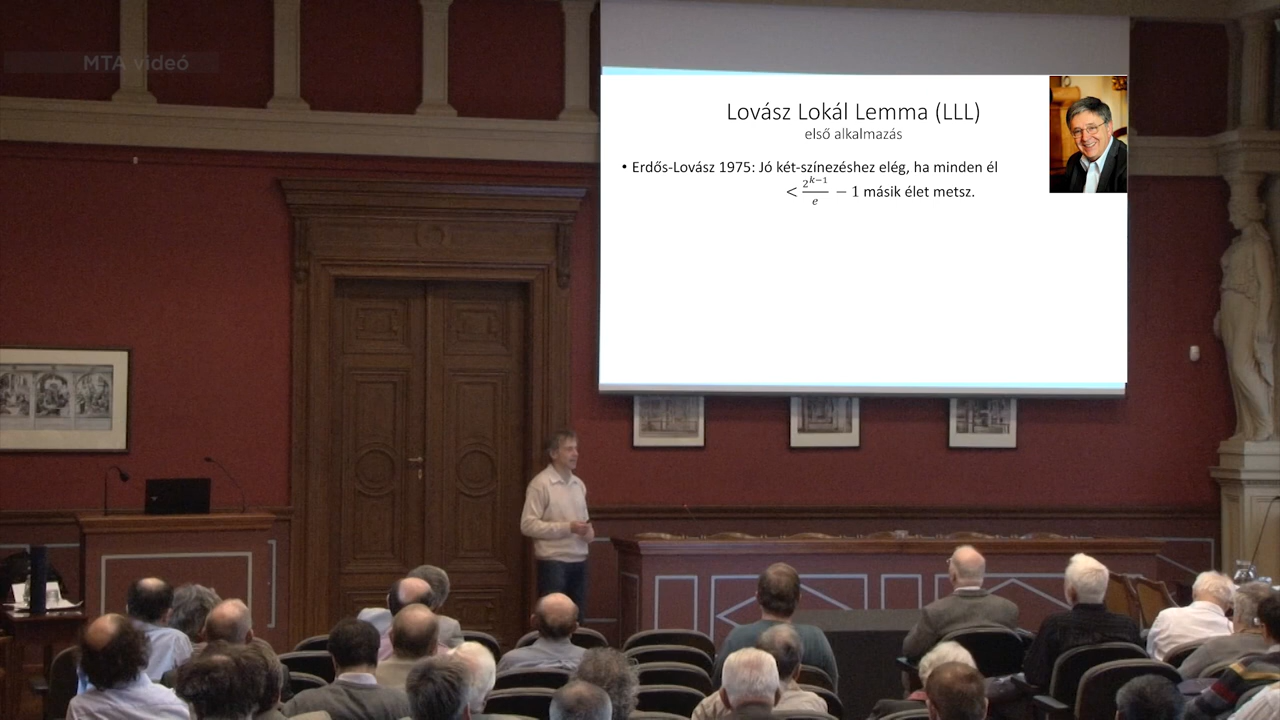 MTA videó
Lovász Lokál Lemma (LLL)
első alkalmazás
• Erdős-Lovász 1975: Jó két-színezéshez elég, ha minden él
< \frac{2^{k-1}}{e} − 1 másik élet metsz.